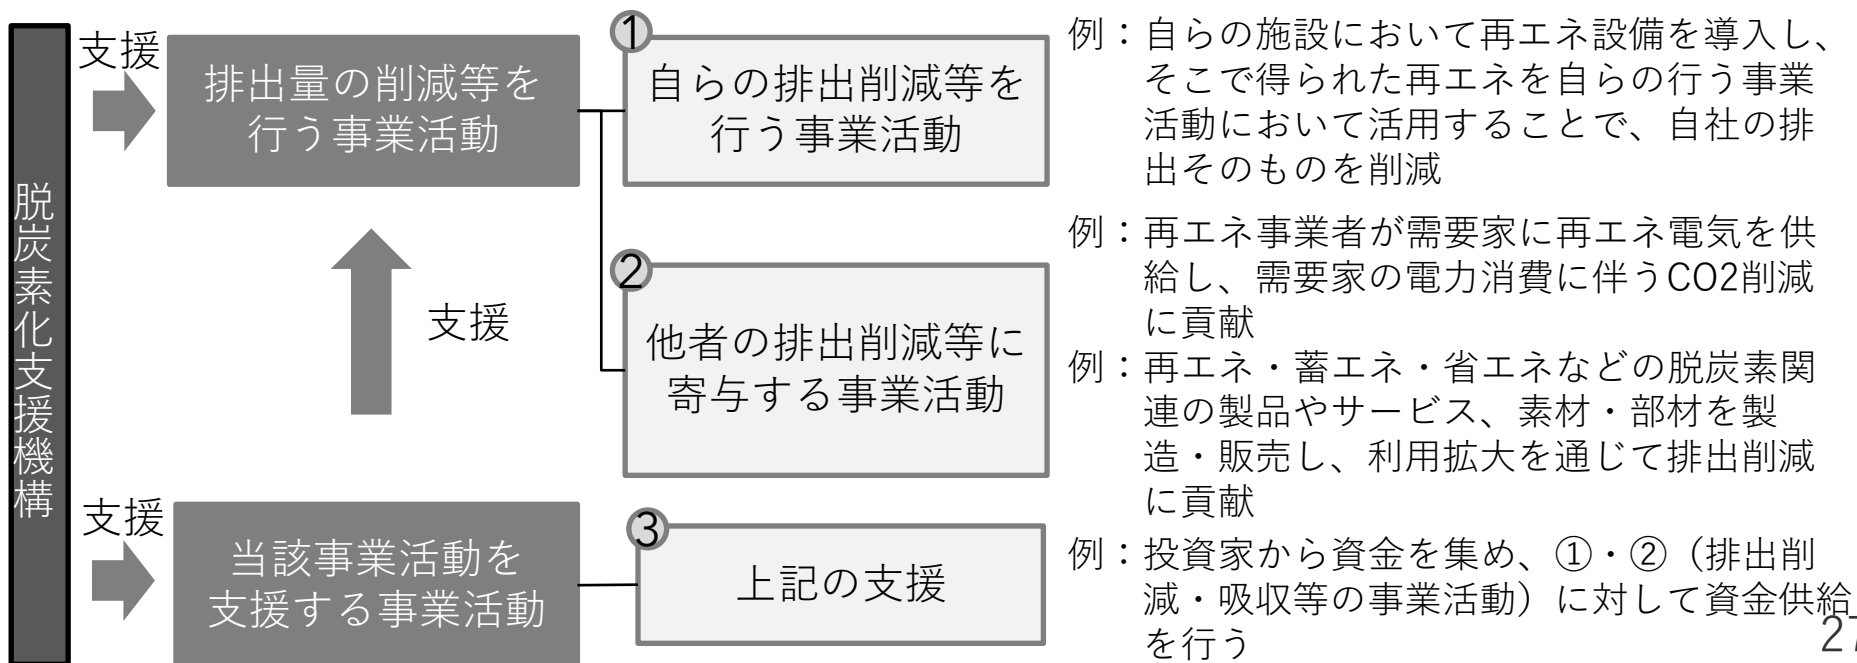 脱炭素化支援機構
支援
排出量の削減等を
行う事業活動
①
自らの排出削減等を
行う事業活動
例：自らの施設において再エネ設備を導入し、
そこで得られた再エネを自らの行う事業
活動において活用することで、自社の排
出そのものを削減
支援
②
他者の排出削減等に
寄与する事業活動
例：再エネ事業者が需要家に再エネ電気を供
給し、需要家の電力消費に伴うCO2削減
に貢献
例：再エネ・蓄エネ・省エネなどの脱炭素関
連の製品やサービス、素材・部材を製
造・販売し、利用拡大を通じて排出削減
に貢献
支援
当該事業活動を
支援する事業活動
③
上記の支援
例：投資家から資金を集め、①・②（排出削
減・吸収等の事業活動）に対して資金供給
を行う
27